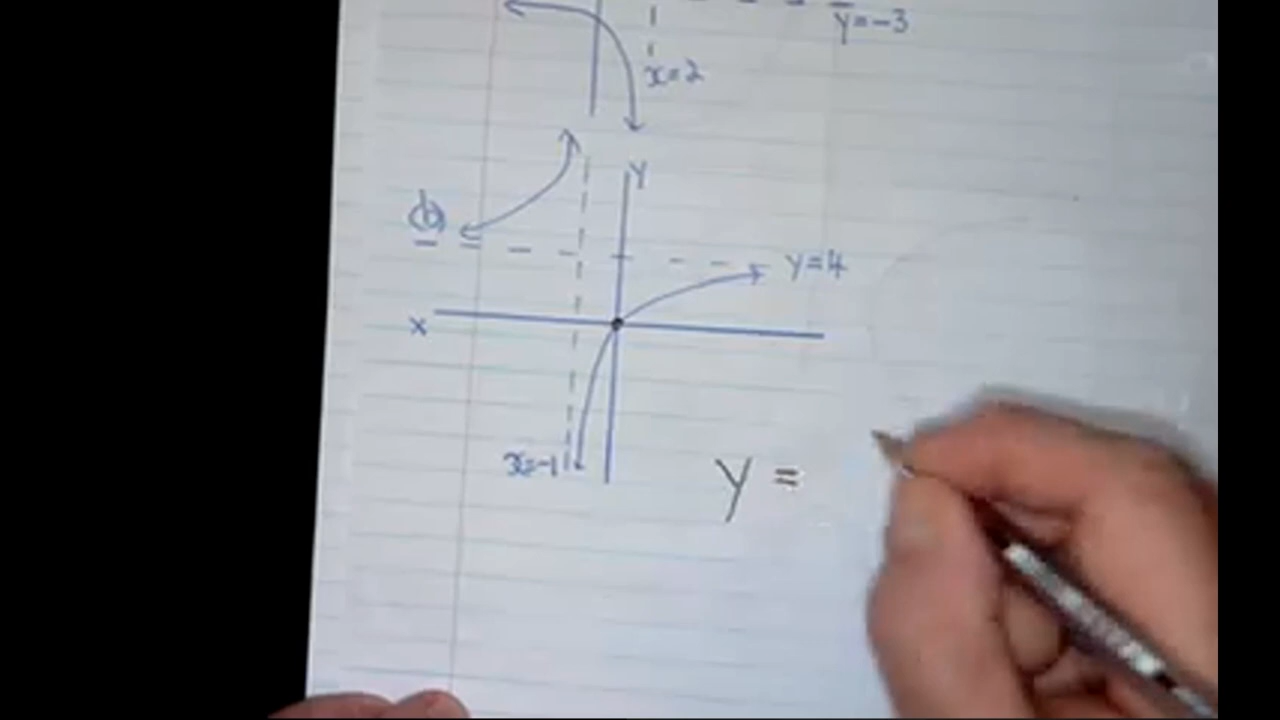 y=-3
x=2
y
(b)
y=4
x
x=-1
y =